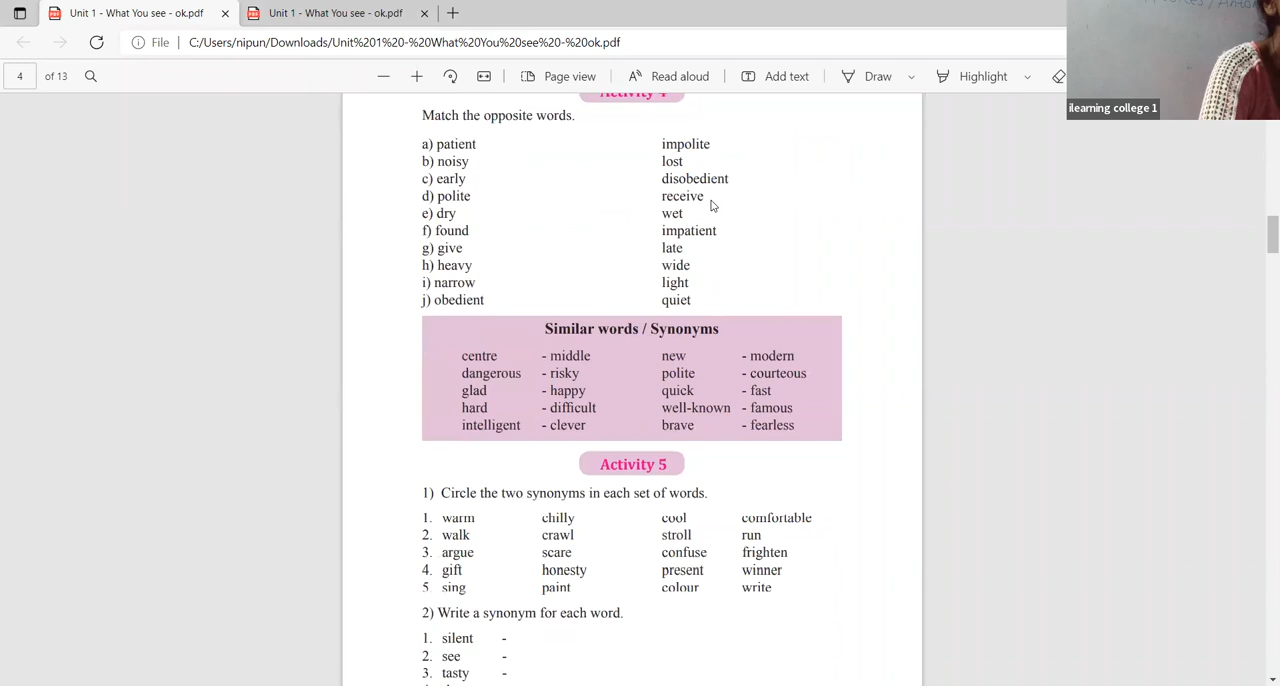 Unit 1 - What You see - ok.pdf
Unit 1 - What You see - ok.pdf
File C:/Users/nipun/Downloads/Unit%201%20-%20What%20You%20see%20-%20ok.pdf
4 of 13 Page view Read aloud Add text Draw Highlight
ilearning college 1
Activity 4
Match the opposite words.
a) patient impolite
b) noisy lost
c) early disobedient
d) polite receive
e) dry wet
f) found impatient
g) give late
h) heavy wide
i) narrow light
j) obedient quiet
Similar words / Synonyms
centre - middle new - modern
dangerous - risky polite - courteous
glad - happy quick - fast
hard - difficult well-known - famous
intelligent - clever brave - fearless
Activity 5
1) Circle the two synonyms in each set of words.
1. warm chilly cool comfortable
2. walk crawl stroll run
3. argue scare confuse frighten
4. gift honesty present winner
5 sing paint colour write
2) Write a synonym for each word.
1. silent -
2. see -
3. tasty -